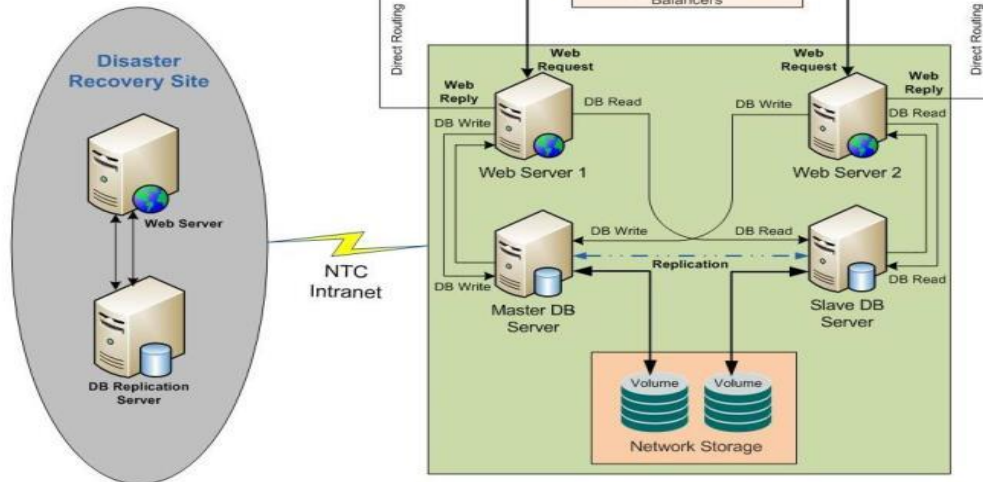 Balancers
Direct Routing
Direct Routing
Disaster
Recovery Site
Web Server
DB Replication
Server
NTC
Intranet
Web
Request
Web
Reply
DB Write
DB Read
Web Server 1
Web
Request
Web
Reply
DB Write
DB Read
Web Server 2
DB Write
DB Read
Replication
DB Write
DB Read
Master DB
Server
Slave DB
Server
Volume
Volume
Network Storage